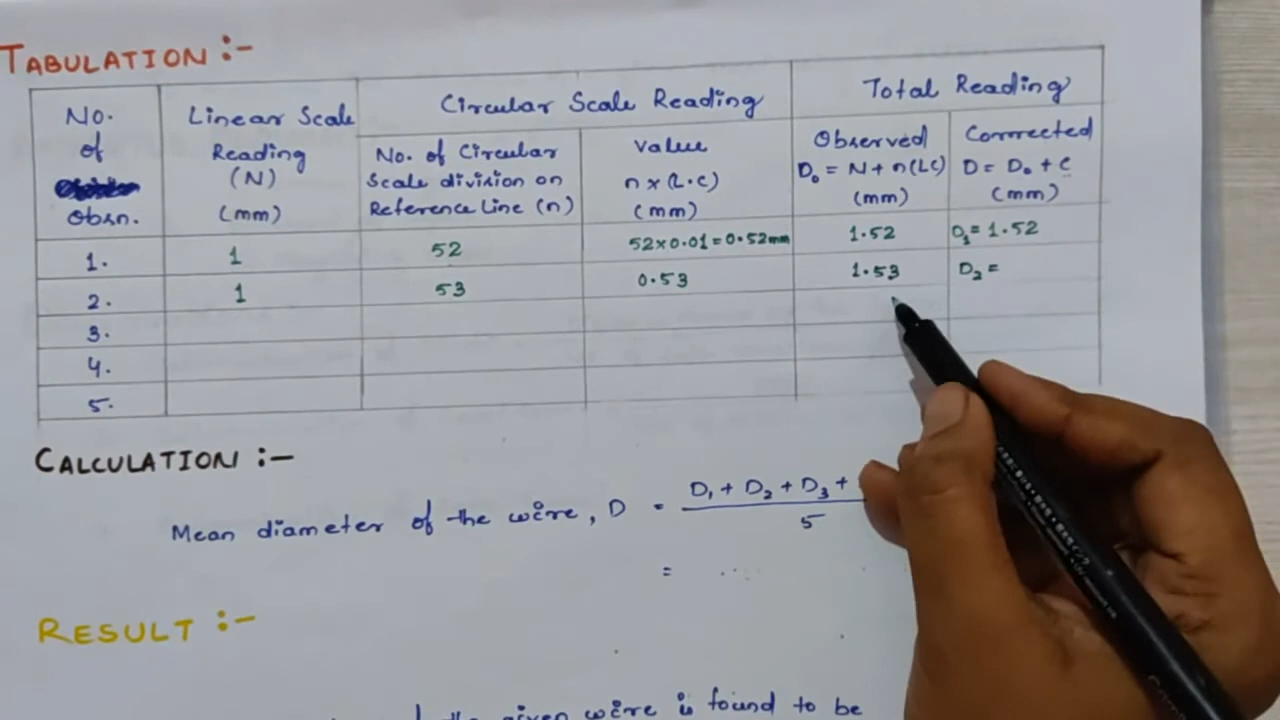 TABULATION :-
No. of Obsn.
Linear Scale Reading (N) (mm)
Circular Scale Reading
No. of Circular Scale division on Reference Line (n)
Value n x (L.C) (mm)
Total Reading
Observed D₀ = N + n(LC) (mm)
Corrected D = D₀ + C (mm)
1. 1 52 52×0.01=0.52mm 1.52 D₁ = 1.52
2. 1 53 0.53 1.53 D₂ =
3.
4.
5.
CALCULATION :-
Mean diameter of the wire, D = D₁ + D₂ + D₃ +
5
=
RESULT :-
the given wire is found to be